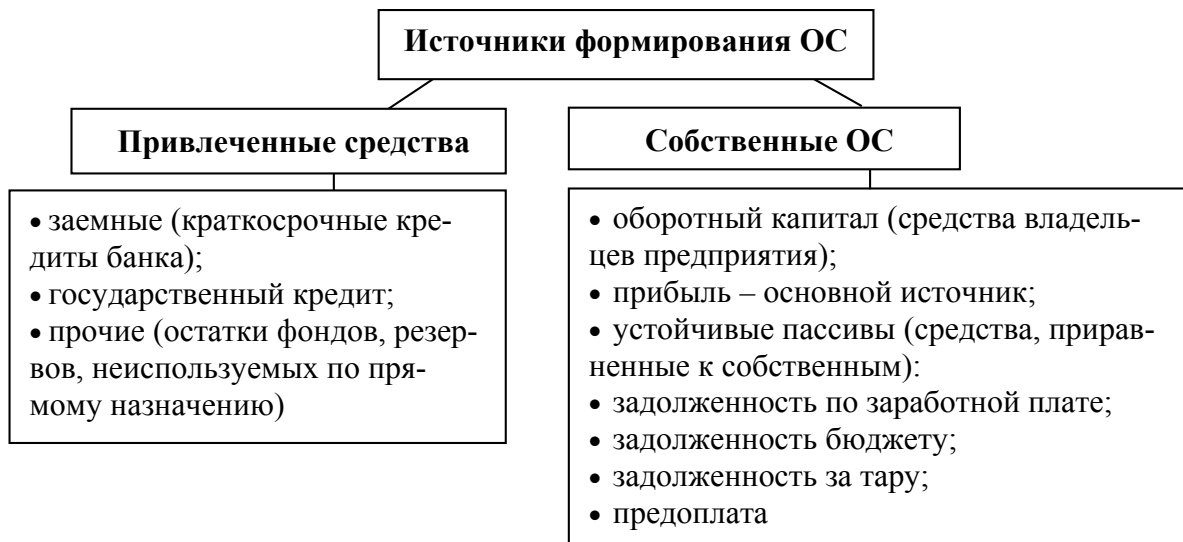 Источники формирования ОС
Привлеченные средства
• заемные (краткосрочные кре-
диты банка);
• государственный кредит;
• прочие (остатки фондов, резер-
вов, неиспользуемых по пря-
мому назначению)
Собственные ОС
• оборотный капитал (средства владель-
цев предприятия);
• прибыль – основной источник;
• устойчивые пассивы (средства, прирав-
ненные к собственным):
• задолженность по заработной плате;
• задолженность бюджету;
• задолженность за тару;
• предоплата